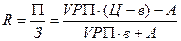 R = П/З = (VРП·(Ц – в) – А)/(VРП·в + А)